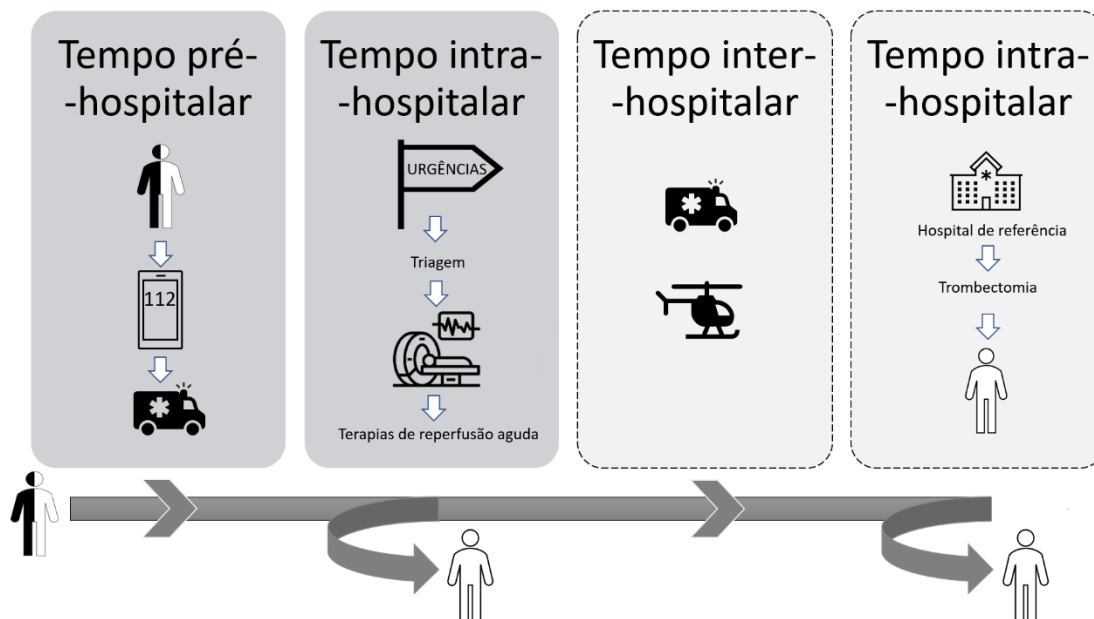 Tempo pré-
-hospitalar
112
Tempo intra-
-hospitalar
URGÊNCIAS
Triagem
Terapias de reperfusão aguda
Tempo inter-
-hospitalar
Tempo intra-
-hospitalar
Hospital de referência
Trombectomia